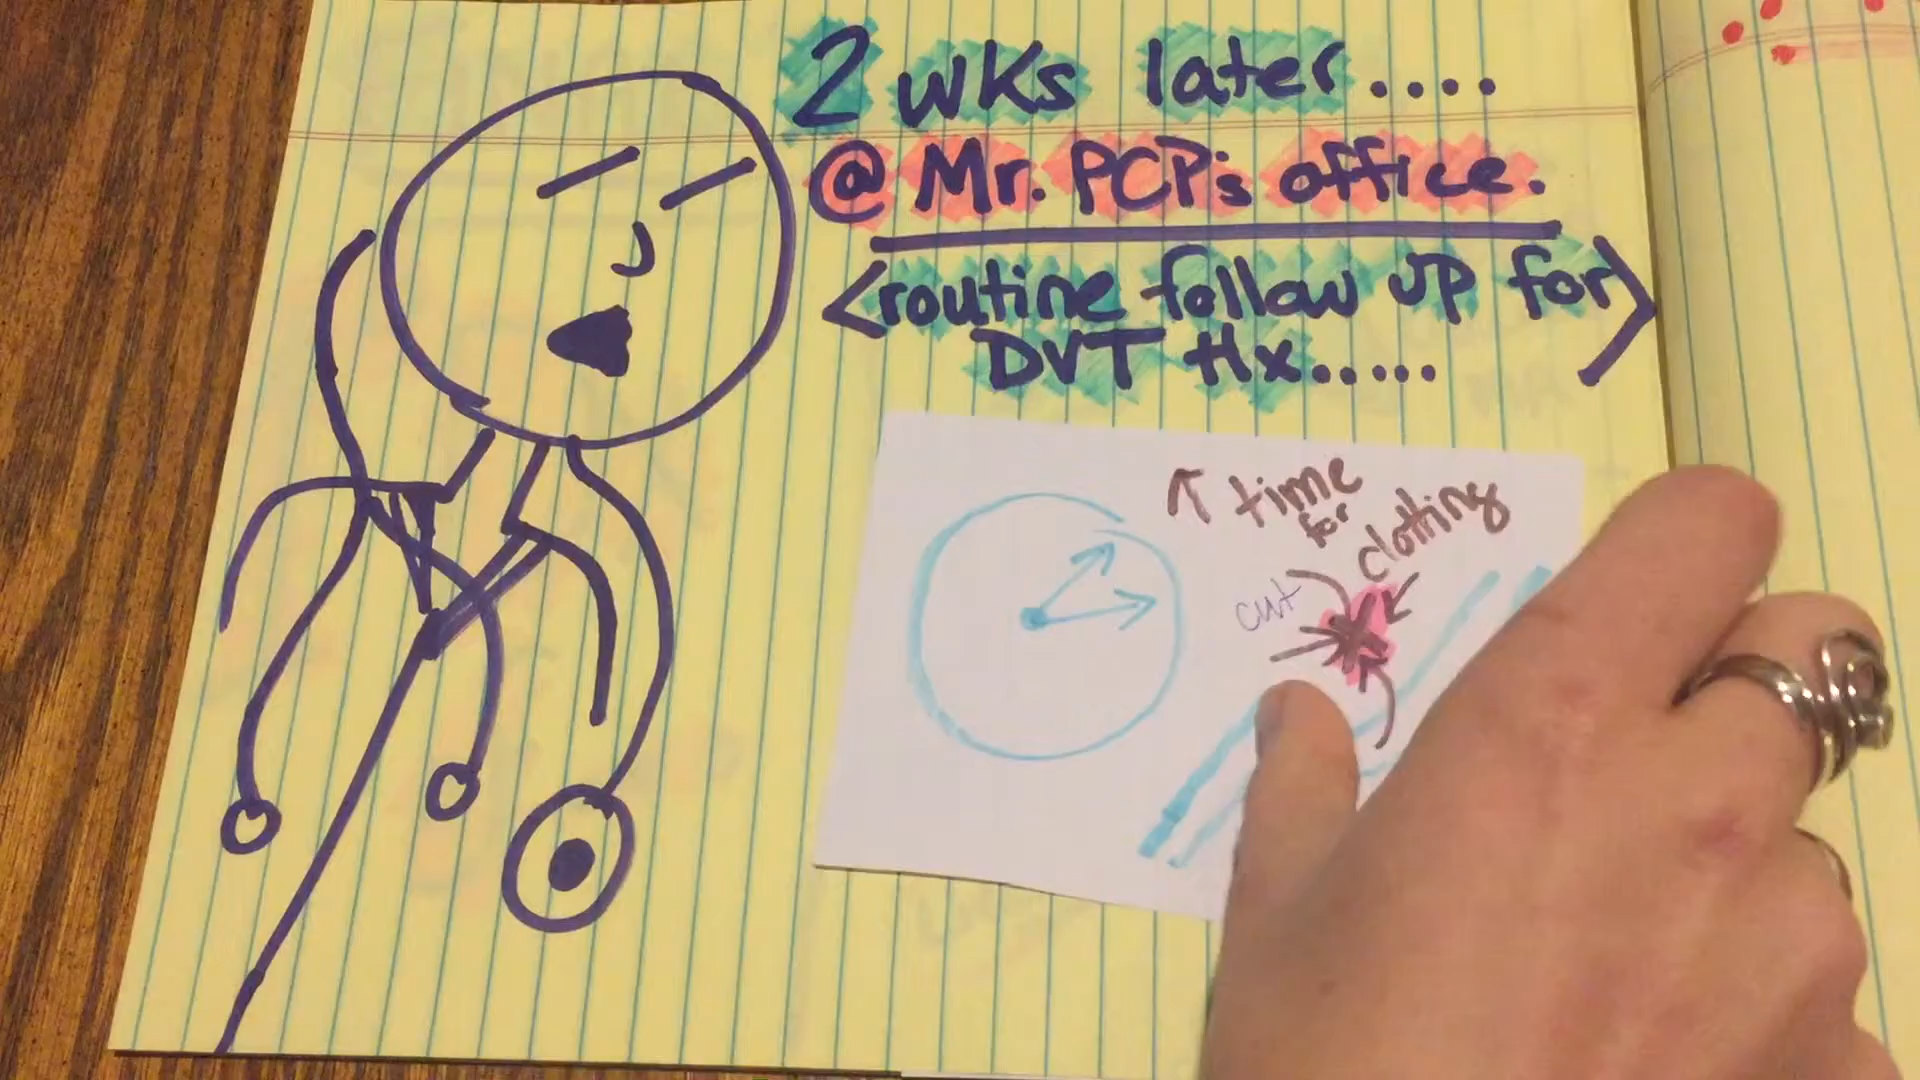 2 wks later....
@ Mr. PCP's office.
<routine follow up for>
DVT Hx.....
↑ time
for
clotting
cut